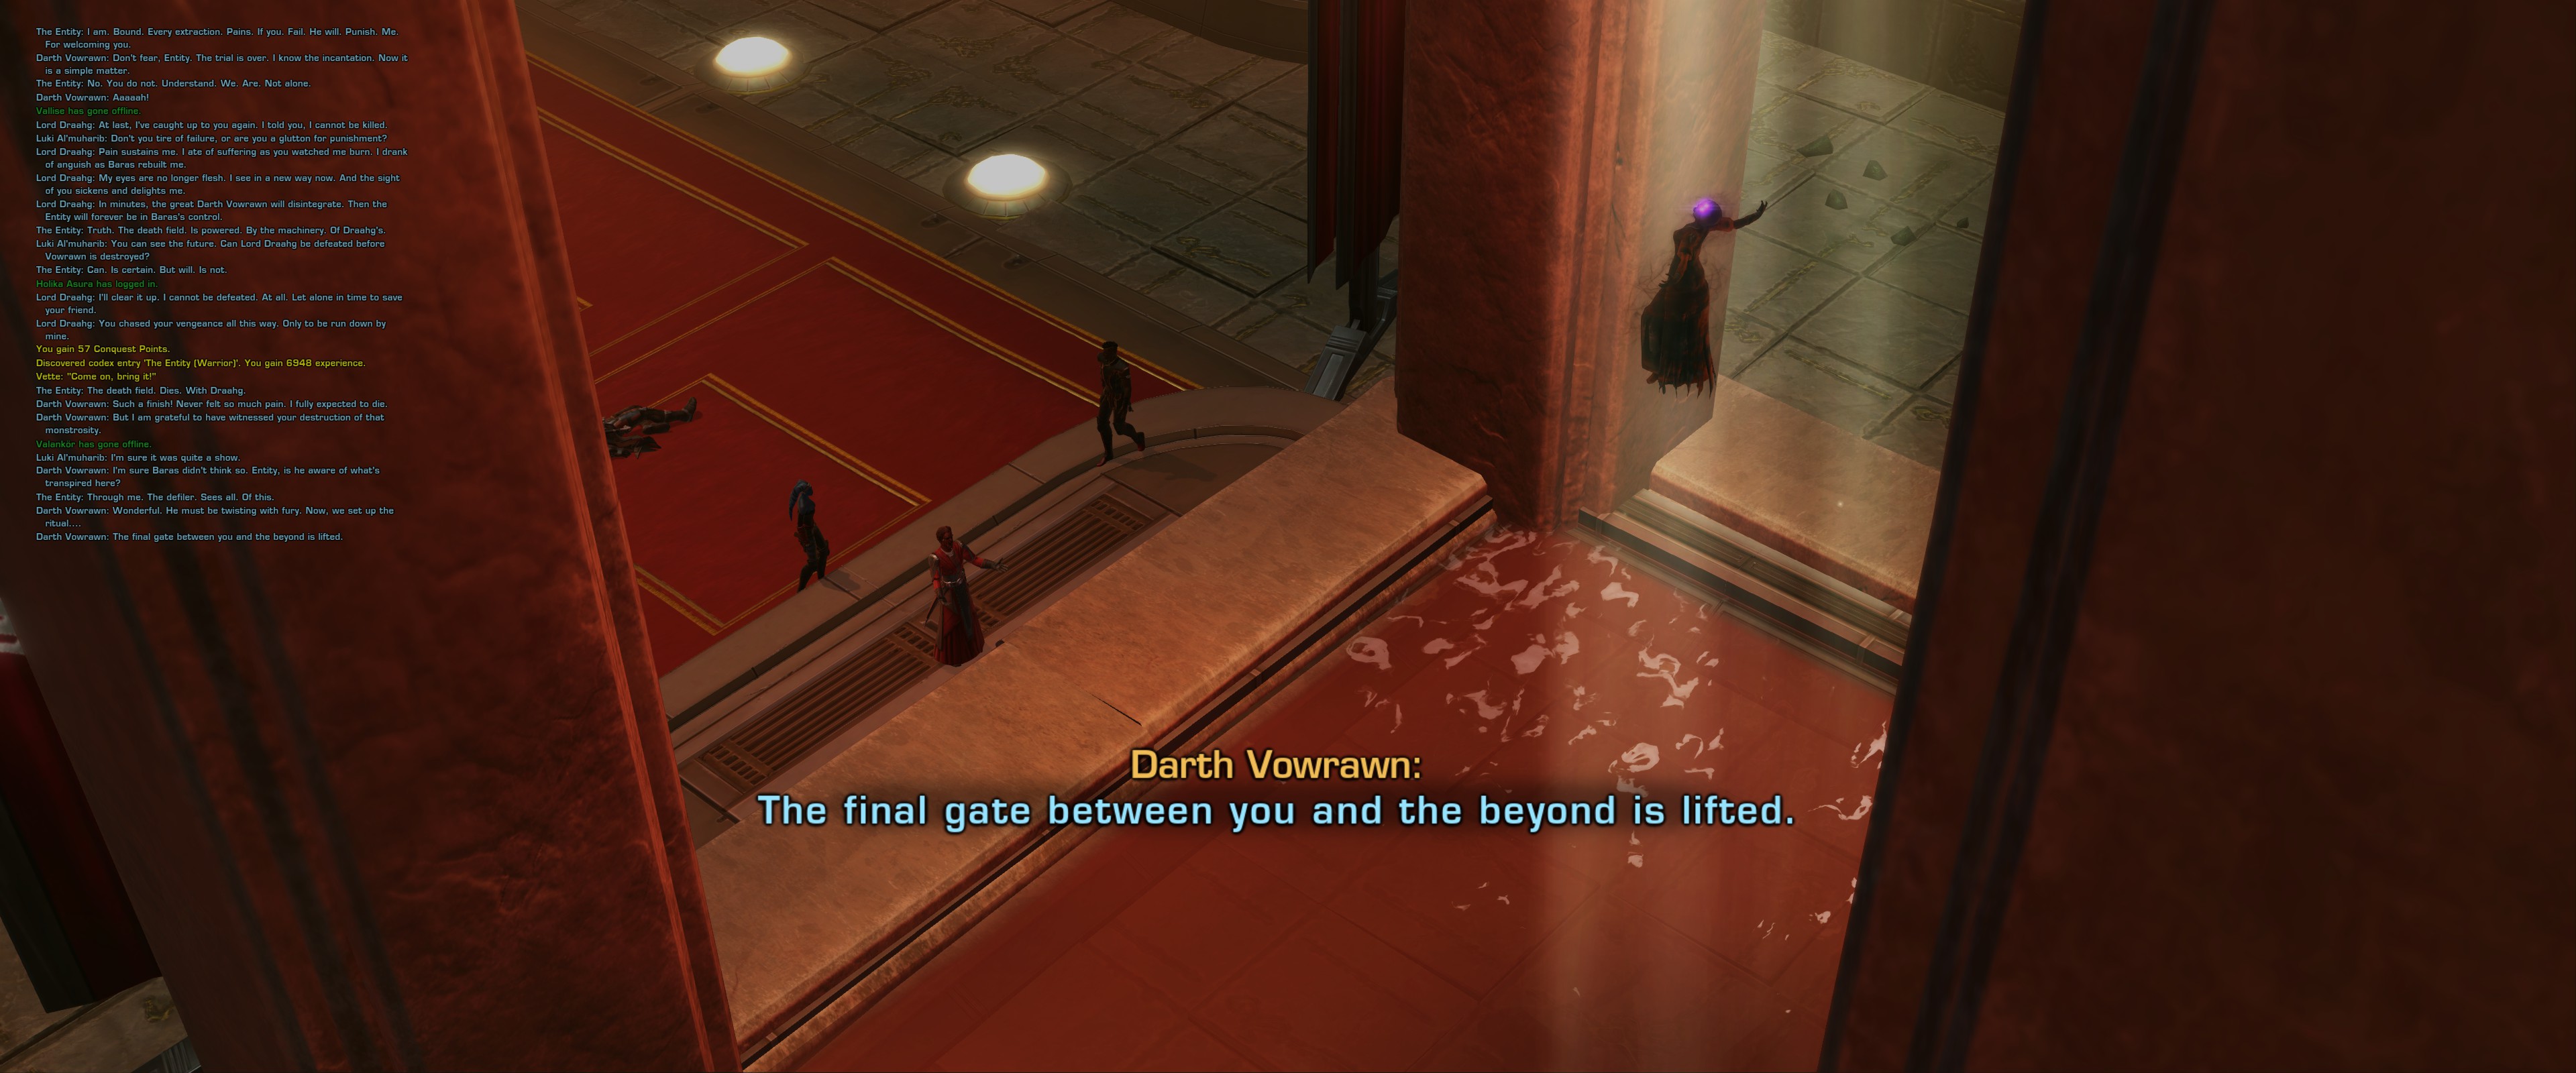 The Entity: I am. Bound. Every extraction. Pains. If you. Fail. He will. Punish. Me.
For welcoming you.
Darth Vowrawn: Don't fear, Entity. The trial is over. I know the incantation. Now it
is a simple matter.
The Entity: No. You do not. Understand. We. Are. Not alone.
Darth Vowrawn: Aaaaah!
Vallise has gone offline.
Lord Draahg: At last, I've caught up to you again. I told you, I cannot be killed.
Luki Al'muharib: Don't you tire of failure, or are you a glutton for punishment?
Lord Draahg: Pain sustains me. I ate of suffering as you watched me burn. I drank
of anguish as Baras rebuilt me.
Lord Draahg: My eyes are no longer flesh. I see in a new way now. And the sight
of you sickens and delights me.
Lord Draahg: In minutes, the great Darth Vowrawn will disintegrate. Then the
Entity will forever be in Baras's control.
The Entity: Truth. The death field. Is powered. By the machinery. Of Draahg's.
Luki Al'muharib: You can see the future. Can Lord Draahg be defeated before
Vowrawn is destroyed?
The Entity: Can. Is certain. But will. Is not.
Holika Asura has logged in.
Lord Draahg: I'll clear it up. I cannot be defeated. At all. Let alone in time to save
your friend.
Lord Draahg: You chased your vengeance all this way. Only to be run down by
mine.
You gain 57 Conquest Points.
Discovered codex entry 'The Entity (Warrior)'. You gain 6948 experience.
Vette: "Come on, bring it!"
The Entity: The death field. Dies. With Draahg.
Darth Vowrawn: Such a finish! Never felt so much pain. I fully expected to die.
Darth Vowrawn: But I am grateful to have witnessed your destruction of that
monstrosity.
Valankör has gone offline.
Luki Al'muharib: I'm sure it was quite a show.
Darth Vowrawn: I'm sure Baras didn't think so. Entity, is he aware of what's
transpired here?
The Entity: Through me. The defiler. Sees all. Of this.
Darth Vowrawn: Wonderful. He must be twisting with fury. Now, we set up the
ritual....
Darth Vowrawn: The final gate between you and the beyond is lifted.
Darth Vowrawn:
The final gate between you and the beyond is lifted.